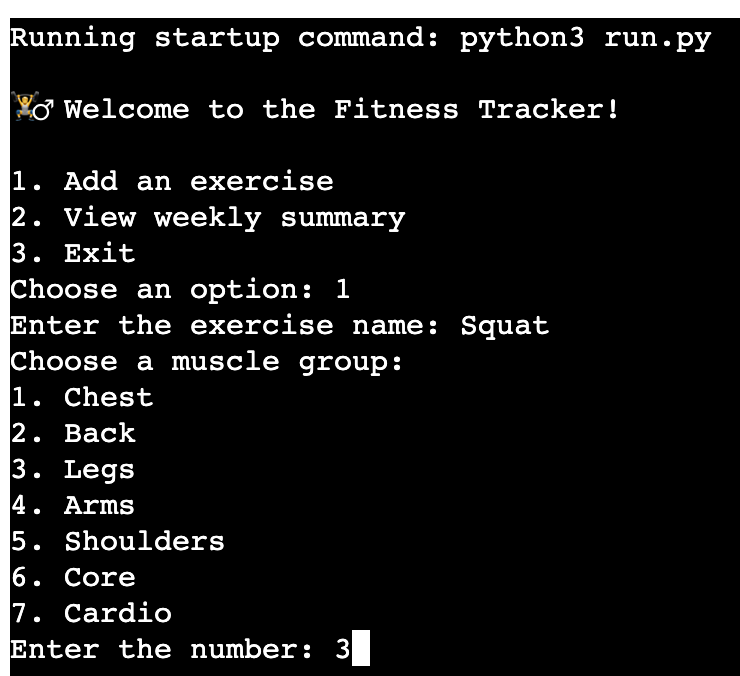 Running startup command: python3 run.py
🏋♂ Welcome to the Fitness Tracker!
1. Add an exercise
2. View weekly summary
3. Exit
Choose an option: 1
Enter the exercise name: Squat
Choose a muscle group:
1. Chest
2. Back
3. Legs
4. Arms
5. Shoulders
6. Core
7. Cardio
Enter the number: 3